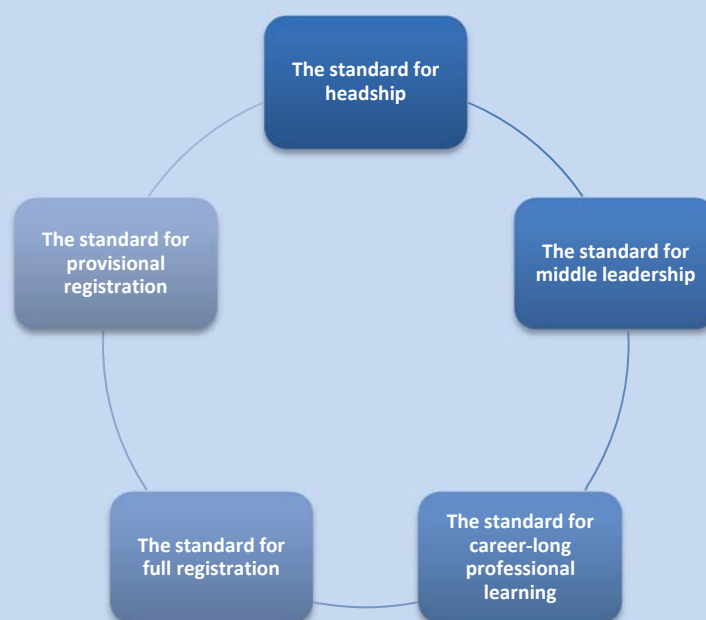 The standard for
headship
The standard for
middle leadership
The standard for
career-long
professional
learning
The standard for
full registration
The standard for
provisional
registration